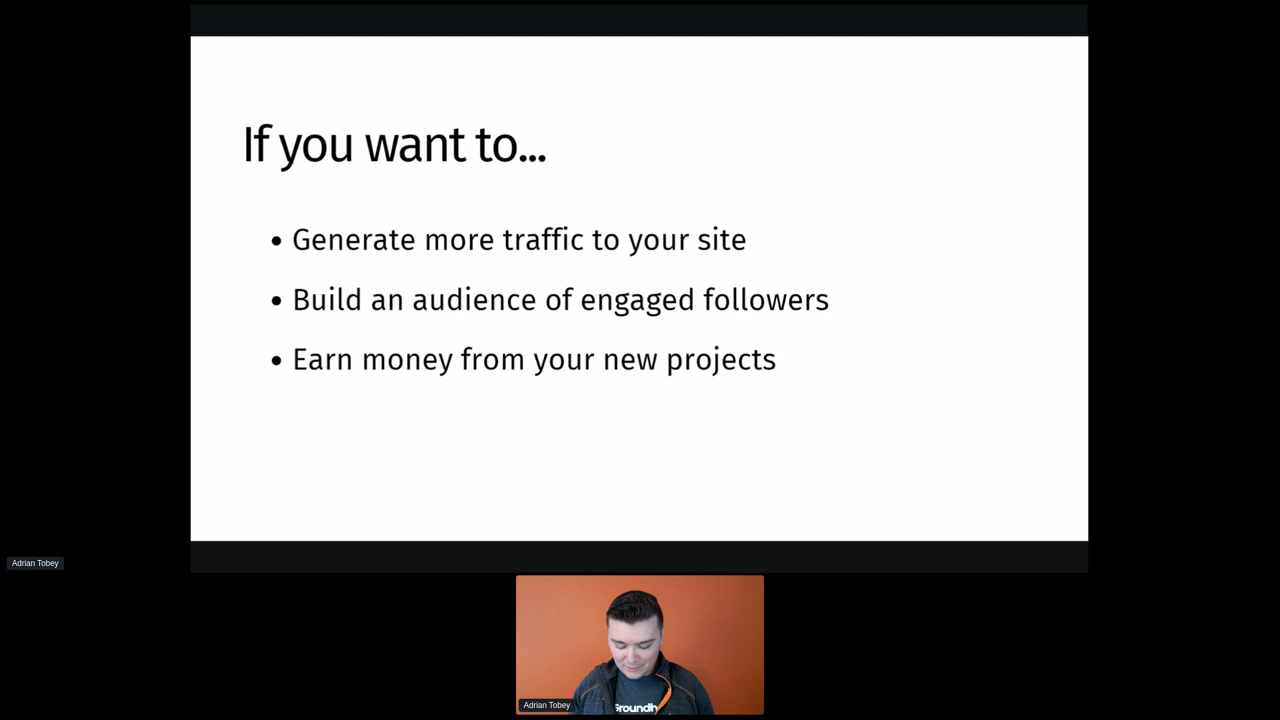 If you want to...
• Generate more traffic to your site
• Build an audience of engaged followers
• Earn money from your new projects
Adrian Tobey
Adrian Tobey